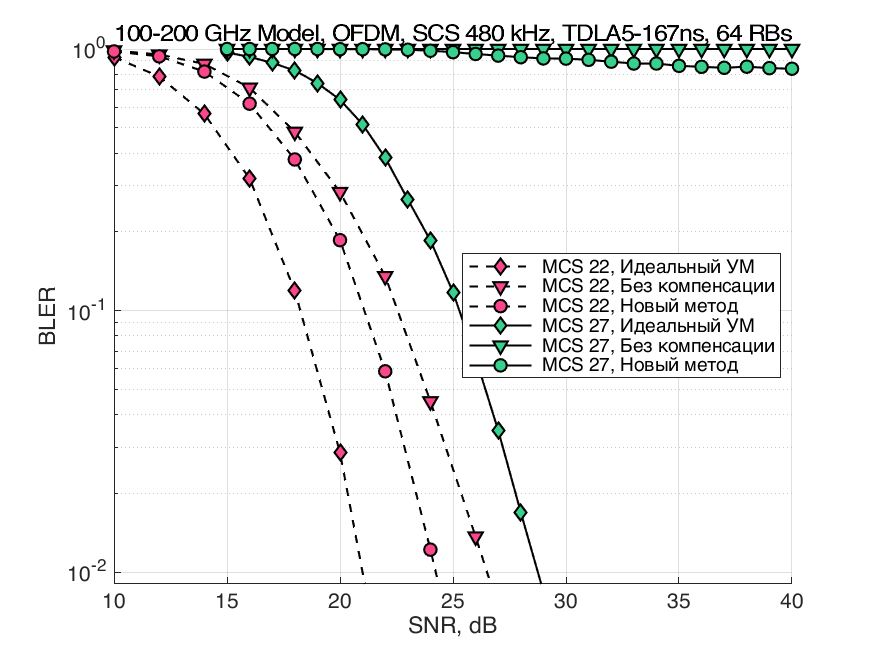 100-200 GHz Model, OFDM, SCS 480 kHz, TDLA5-167ns, 64 RBs
10⁰
10⁻¹
10⁻²
BLER
MCS 22, Идеальный УМ
MCS 22, Без компенсации
MCS 22, Новый метод
MCS 27, Идеальный УМ
MCS 27, Без компенсации
MCS 27, Новый метод
10 15 20 25 30 35 40
SNR, dB